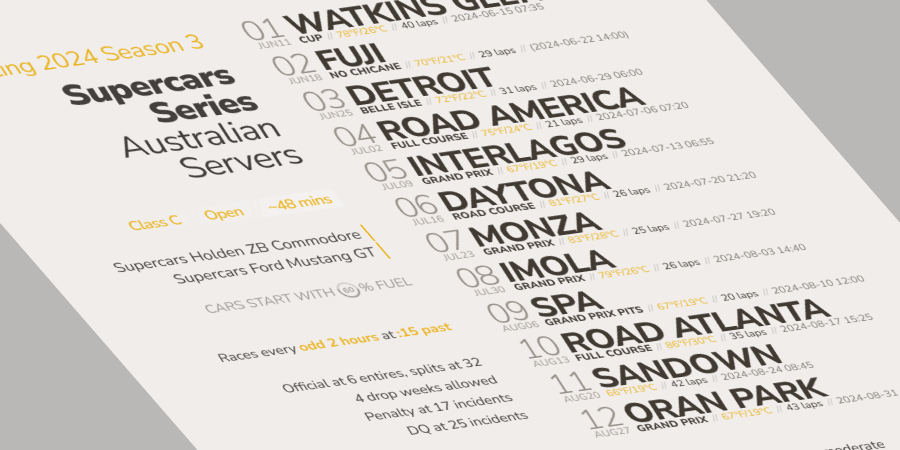 ing 2024 Season 3
Supercars
Series
Australian
Servers
Class C Open ~48 mins
Supercars Holden ZB Commodore
Supercars Ford Mustang GT
CARS START WITH 50 % FUEL
Races every odd 2 hours at :15 past
Official at 6 entires, splits at 32
4 drop weeks allowed
Penalty at 17 incidents
DQ at 25 incidents
01 WATKINS GLEN
JUN11 CUP // 78°F/26°C // 40 laps // 2024-06-15 07:35
02 FUJI
JUN18 NO CHICANE // 70°F/21°C // 29 laps // (2024-06-22 14:00)
03 DETROIT
JUN25 BELLE ISLE // 72°F/22°C // 31 laps // 2024-06-29 06:00
04 ROAD AMERICA
JUL02 FULL COURSE // 75°F/24°C // 21 laps // 2024-07-06 07:20
05 INTERLAGOS
JUL09 GRAND PRIX // 67°F/19°C // 29 laps // 2024-07-13 06:55
06 DAYTONA
JUL16 ROAD COURSE // 81°F/27°C // 26 laps // 2024-07-20 21:20
07 MONZA
JUL23 GRAND PRIX // 83°F/28°C // 25 laps // 2024-07-27 19:20
08 IMOLA
JUL30 GRAND PRIX // 79°F/26°C // 26 laps // 2024-08-03 14:40
09 SPA
AUG06 GRAND PRIX PITS // 67°F/19°C // 20 laps // 2024-08-10 12:00
10 ROAD ATLANTA
AUG13 FULL COURSE // 86°F/30°C // 35 laps // 2024-08-17 15:25
11 SANDOWN
AUG20 66°F/19°C // 42 laps // 2024-08-24 08:45
12 ORAN PARK
AUG27 GRAND PRIX // 67°F/19°C // 43 laps // 2024-08-31
moderate